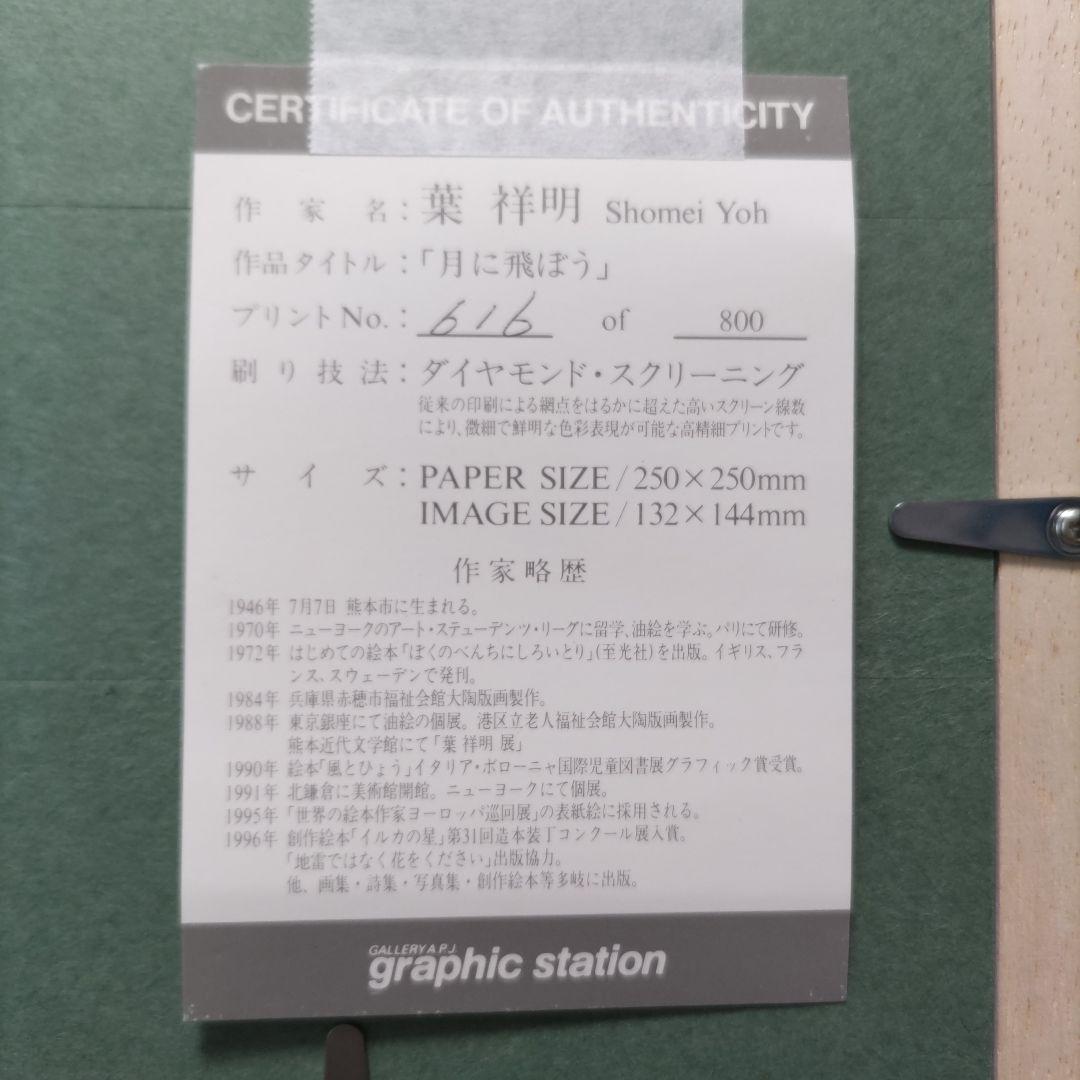 CERTIFICATE OF AUTHENTICITY
作家名：葉 祥明 Shomei Yoh
作品タイトル：「月に飛ぼう」
プリントNo.：616 of 800
刷り技法：ダイヤモンド・スクリーニング
従来の印刷による網点をはるかに超えた高いスクリーン線数
により、微細で鮮明な色彩表現が可能な高精細プリントです。
サイズ：PAPER SIZE/250×250mm
IMAGE SIZE/132×144mm
作家略歴
1946年 7月7日 熊本市に生まれる。
1970年 ニューヨークのアート・ステューデンツ・リーグに留学、油絵を学ぶ。パリにて研修。
1972年 はじめての絵本「ぼくのべんちにしろいとり」(至光社)を出版。イギリス、フラ
ンス、スウェーデンで発刊。
1984年 兵庫県赤穂市福祉会館大陶版画製作。
1988年 東京銀座にて油絵の個展。港区立老人福祉会館大陶版画製作。
熊本近代文学館にて「葉 祥明 展」
1990年 絵本「風とひょう」イタリア・ボローニャ国際児童図書展グラフィック賞受賞。
1991年 北鎌倉に美術館開館。ニューヨークにて個展。
1995年 「世界の絵本作家ヨーロッパ巡回展」の表紙絵に採用される。
1996年 創作絵本「イルカの星」第31回造本装丁コンクール展入賞。
「地雷ではなく花をください」出版協力。
他、画集・詩集・写真集・創作絵本等多岐に出版。
GALLERY A.P.J.
graphic station